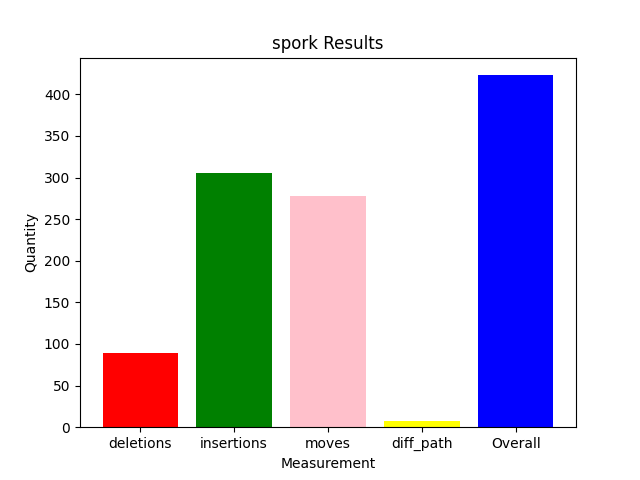 spork Results
400
350
300
250
200
150
100
50
0
Quantity
deletions insertions moves diff_path Overall
Measurement